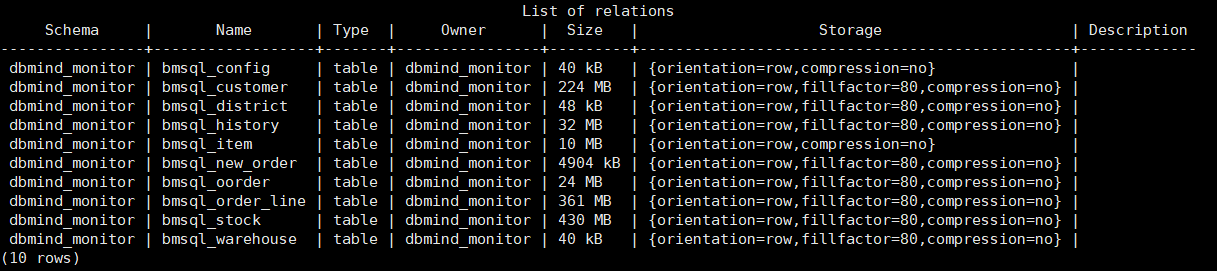 List of relations
     Schema     |       Name       | Type  |     Owner      |  Size   |                    Storage                     | Description
----------------+------------------+-------+----------------+---------+------------------------------------------------+-------------
 dbmind_monitor | bmsql_config     | table | dbmind_monitor | 40 kB   | {orientation=row,compression=no}               |
 dbmind_monitor | bmsql_customer   | table | dbmind_monitor | 224 MB  | {orientation=row,fillfactor=80,compression=no} |
 dbmind_monitor | bmsql_district   | table | dbmind_monitor | 48 kB   | {orientation=row,fillfactor=80,compression=no} |
 dbmind_monitor | bmsql_history    | table | dbmind_monitor | 32 MB   | {orientation=row,fillfactor=80,compression=no} |
 dbmind_monitor | bmsql_item       | table | dbmind_monitor | 10 MB   | {orientation=row,compression=no}               |
 dbmind_monitor | bmsql_new_order  | table | dbmind_monitor | 4904 kB | {orientation=row,fillfactor=80,compression=no} |
 dbmind_monitor | bmsql_oorder     | table | dbmind_monitor | 24 MB   | {orientation=row,fillfactor=80,compression=no} |
 dbmind_monitor | bmsql_order_line | table | dbmind_monitor | 361 MB  | {orientation=row,fillfactor=80,compression=no} |
 dbmind_monitor | bmsql_stock      | table | dbmind_monitor | 430 MB  | {orientation=row,fillfactor=80,compression=no} |
 dbmind_monitor | bmsql_warehouse  | table | dbmind_monitor | 40 kB   | {orientation=row,fillfactor=80,compression=no} |
(10 rows)